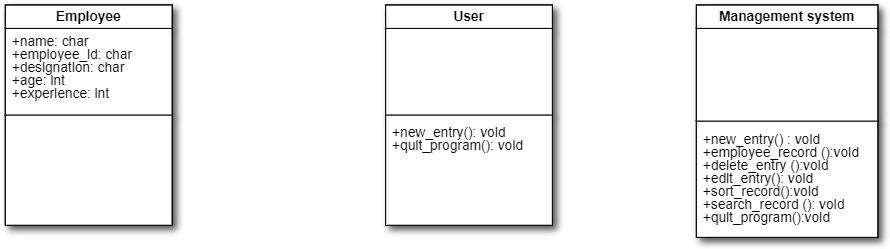 Employee
+name: char
+employee_id: char
+designation: char
+age: int
+experience: int
User
+new_entry(): void
+quit_program(): void
Management system
+new_entry() : void
+employee_record ():void
+delete_entry ():void
+edit_entry(): void
+sort_record():void
+search_record (): void
+quit_program():void